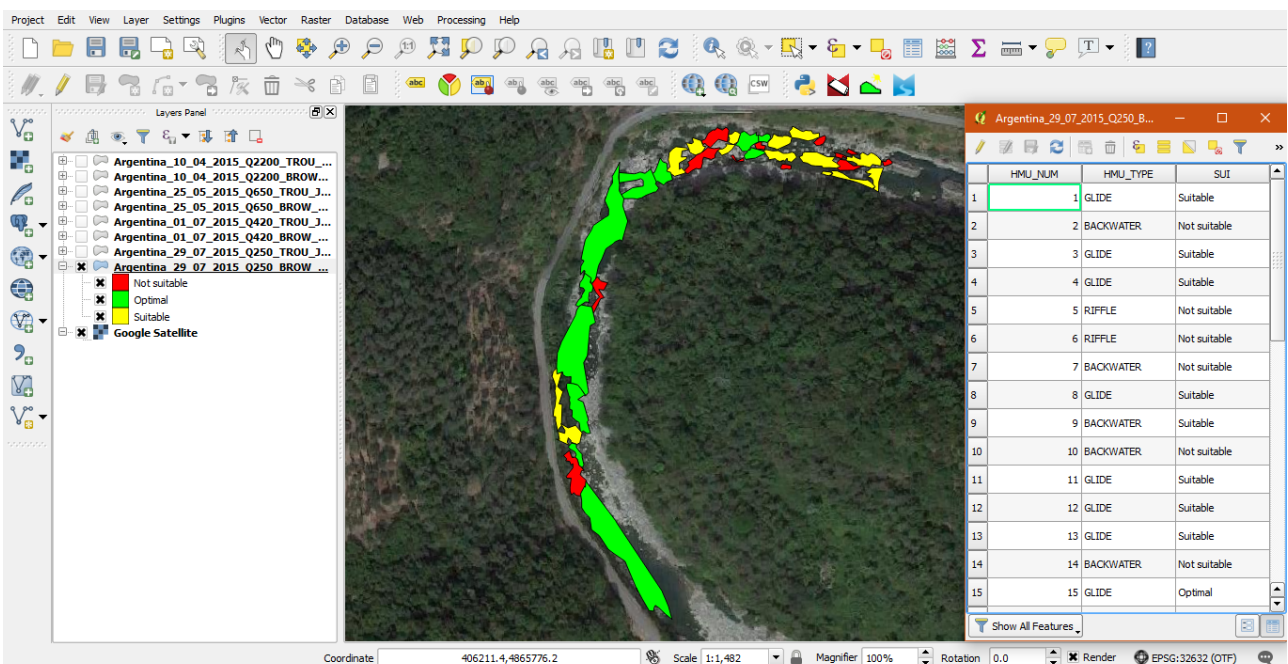 Project Edit View Layer Settings Plugins Vector Raster Database Web Processing Help
Layers Panel
Argentina_10_04_2015_Q2200_TROU_...
Argentina_10_04_2015_Q2200_BROW...
Argentina_25_05_2015_Q650_TROU_J...
Argentina_25_05_2015_Q650_BROW_...
Argentina_01_07_2015_Q420_TROU_J...
Argentina_01_07_2015_Q420_BROW_...
Argentina_29_07_2015_Q250_TROU_J...
Argentina_29_07_2015_Q250_BROW_...
Not suitable
Optimal
Suitable
Google Satellite
Argentina_29_07_2015_Q250_B...
HMU_NUM HMU_TYPE SUI
1 1 GLIDE Suitable
2 2 BACKWATER Not suitable
3 3 GLIDE Suitable
4 4 GLIDE Suitable
5 5 RIFFLE Not suitable
6 6 RIFFLE Not suitable
7 7 BACKWATER Not suitable
8 8 GLIDE Suitable
9 9 BACKWATER Suitable
10 10 BACKWATER Not suitable
11 11 GLIDE Suitable
12 12 GLIDE Suitable
13 13 GLIDE Suitable
14 14 BACKWATER Not suitable
15 15 GLIDE Optimal
Show All Features
Coordinate 406211.4,4865776.2 Scale 1:1,482 Magnifier 100% Rotation 0.0 Render EPSG:32632 (OTF)